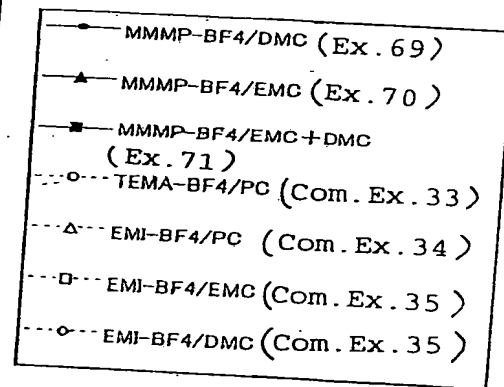 MMMP-BF4/DMC (Ex.69)
MMMP-BF4/EMC (Ex.70)
MMMP-BF4/EMC+DMC
(Ex.71)
TEMA-BF4/PC (Com.Ex.33)
EMI-BF4/PC (Com.Ex.34)
EMI-BF4/EMC (Com.Ex.35)
EMI-BF4/DMC (Com.Ex.35)